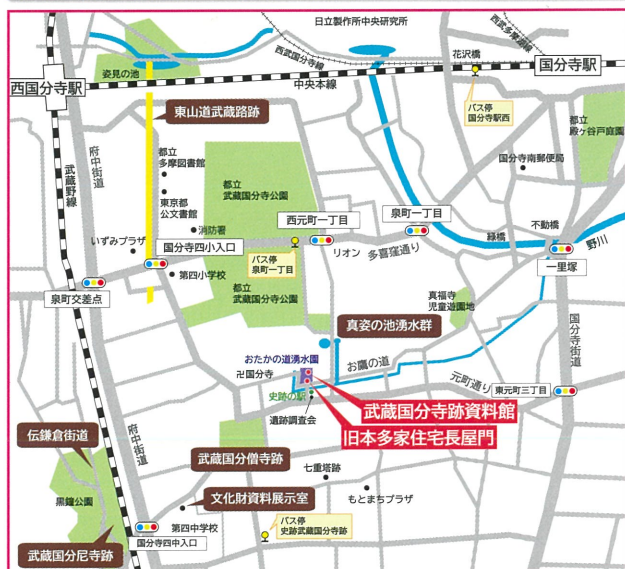 日立製作所中央研究所
西武国分寺線
花沢橋
西武多摩湖線
国分寺駅
姿見の池
中央本線
西国分寺駅
バス停
国分寺駅西
東山道武蔵路跡
都立
殿ヶ谷戸庭園
府中街道
武蔵野線
都立
多摩図書館
国分寺南郵便局
東京都
公文書館
都立
武蔵国分寺公園
消防署
西元町一丁目
泉町一丁目
いずみプラザ
国分寺四小入口
バス停
泉町一丁目
リオン
多喜窪通り
緑橋
不動橋
野川
一里塚
第四小学校
泉町交差点
都立
武蔵国分寺公園
真福寺
児童遊園地
真姿の池湧水群
国分寺街道
おたかの道湧水園
お鷹の道
卍国分寺
元町通り
東元町三丁目
史跡の駅
武蔵国分寺跡資料館
遺跡調査会
旧本多家住宅長屋門
伝鎌倉街道
府中街道
武蔵国分僧寺跡
七重塔跡
黒鐘公園
文化財資料展示室
もとまちプラザ
第四中学校
バス停
史跡武蔵国分寺跡
武蔵国分尼寺跡
国分寺四中入口